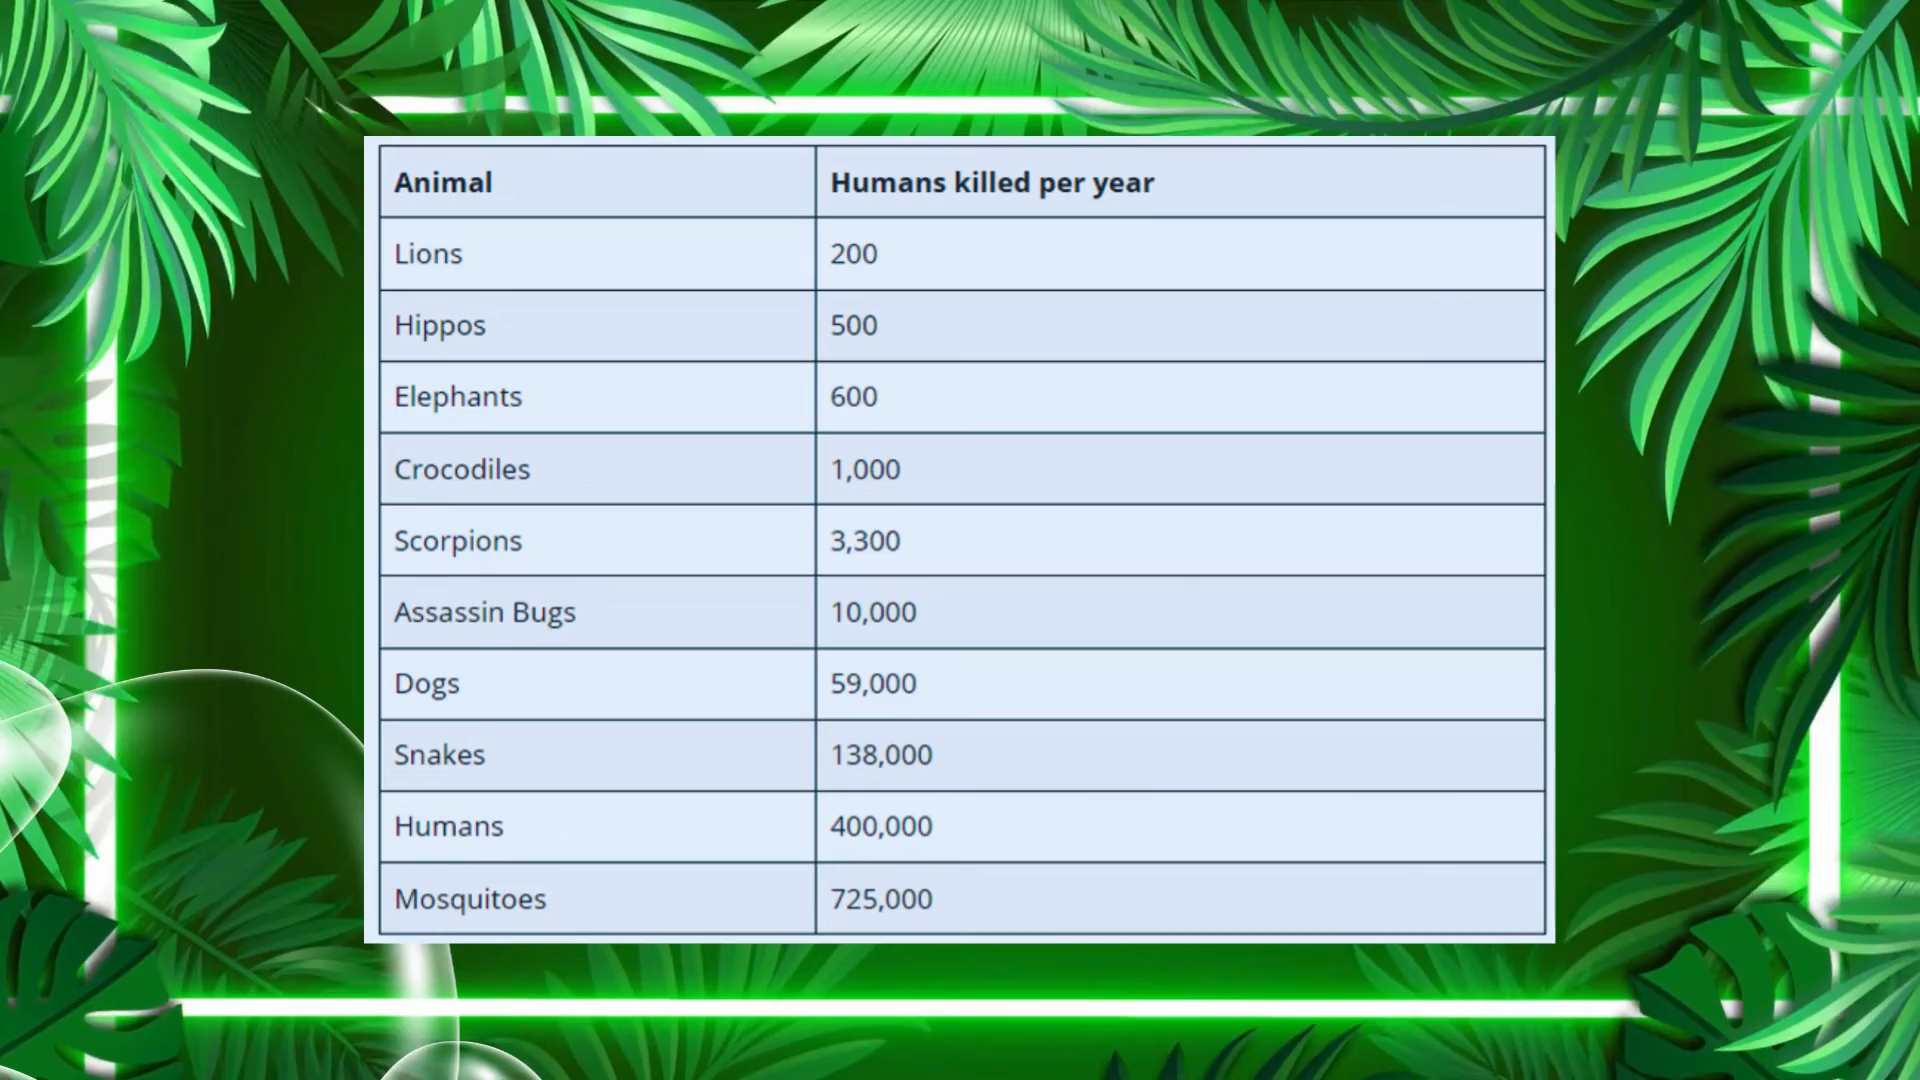 Animal Humans killed per year
Lions 200
Hippos 500
Elephants 600
Crocodiles 1,000
Scorpions 3,300
Assassin Bugs 10,000
Dogs 59,000
Snakes 138,000
Humans 400,000
Mosquitoes 725,000